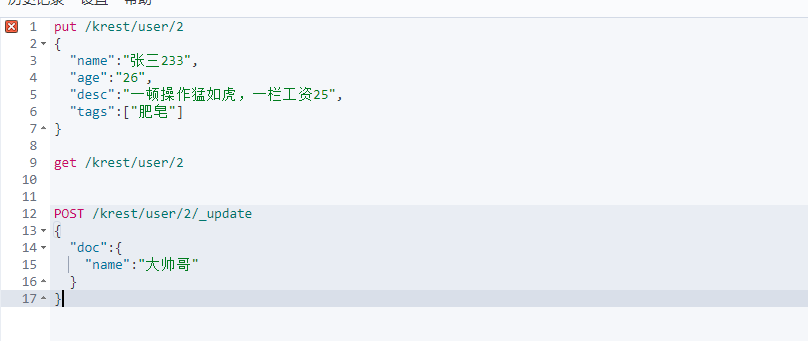 历史记录 设置 帮助
1 put /krest/user/2
2 {
3 "name":"张三233",
4 "age":"26",
5 "desc":"一顿操作猛如虎，一栏工资25",
6 "tags":["肥皂"]
7 }
8
9 get /krest/user/2
10
11
12 POST /krest/user/2/_update
13 {
14 "doc":{
15 "name":"大帅哥"
16 }
17 }